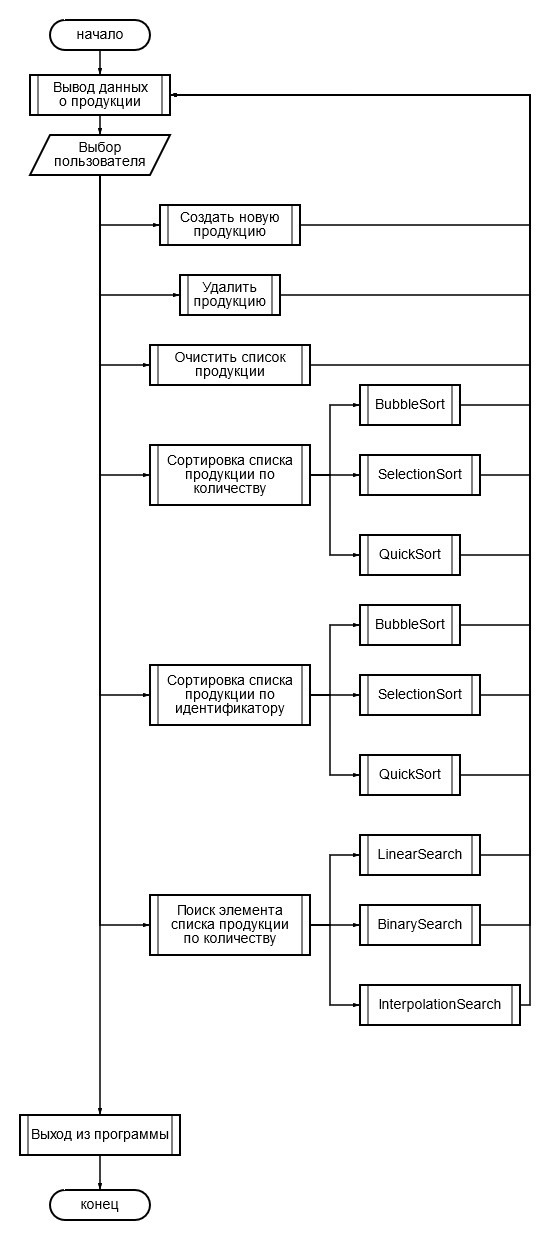 начало
Вывод данных
о продукции
Выбор
пользователя
Создать новую
продукцию
Удалить
продукцию
Очистить список
продукции
BubbleSort
Сортировка списка
продукции по
количеству
SelectionSort
QuickSort
BubbleSort
Сортировка списка
продукции по
идентификатору
SelectionSort
QuickSort
LinearSearch
Поиск элемента
списка продукции
по количеству
BinarySearch
InterpolationSearch
Выход из программы
конец